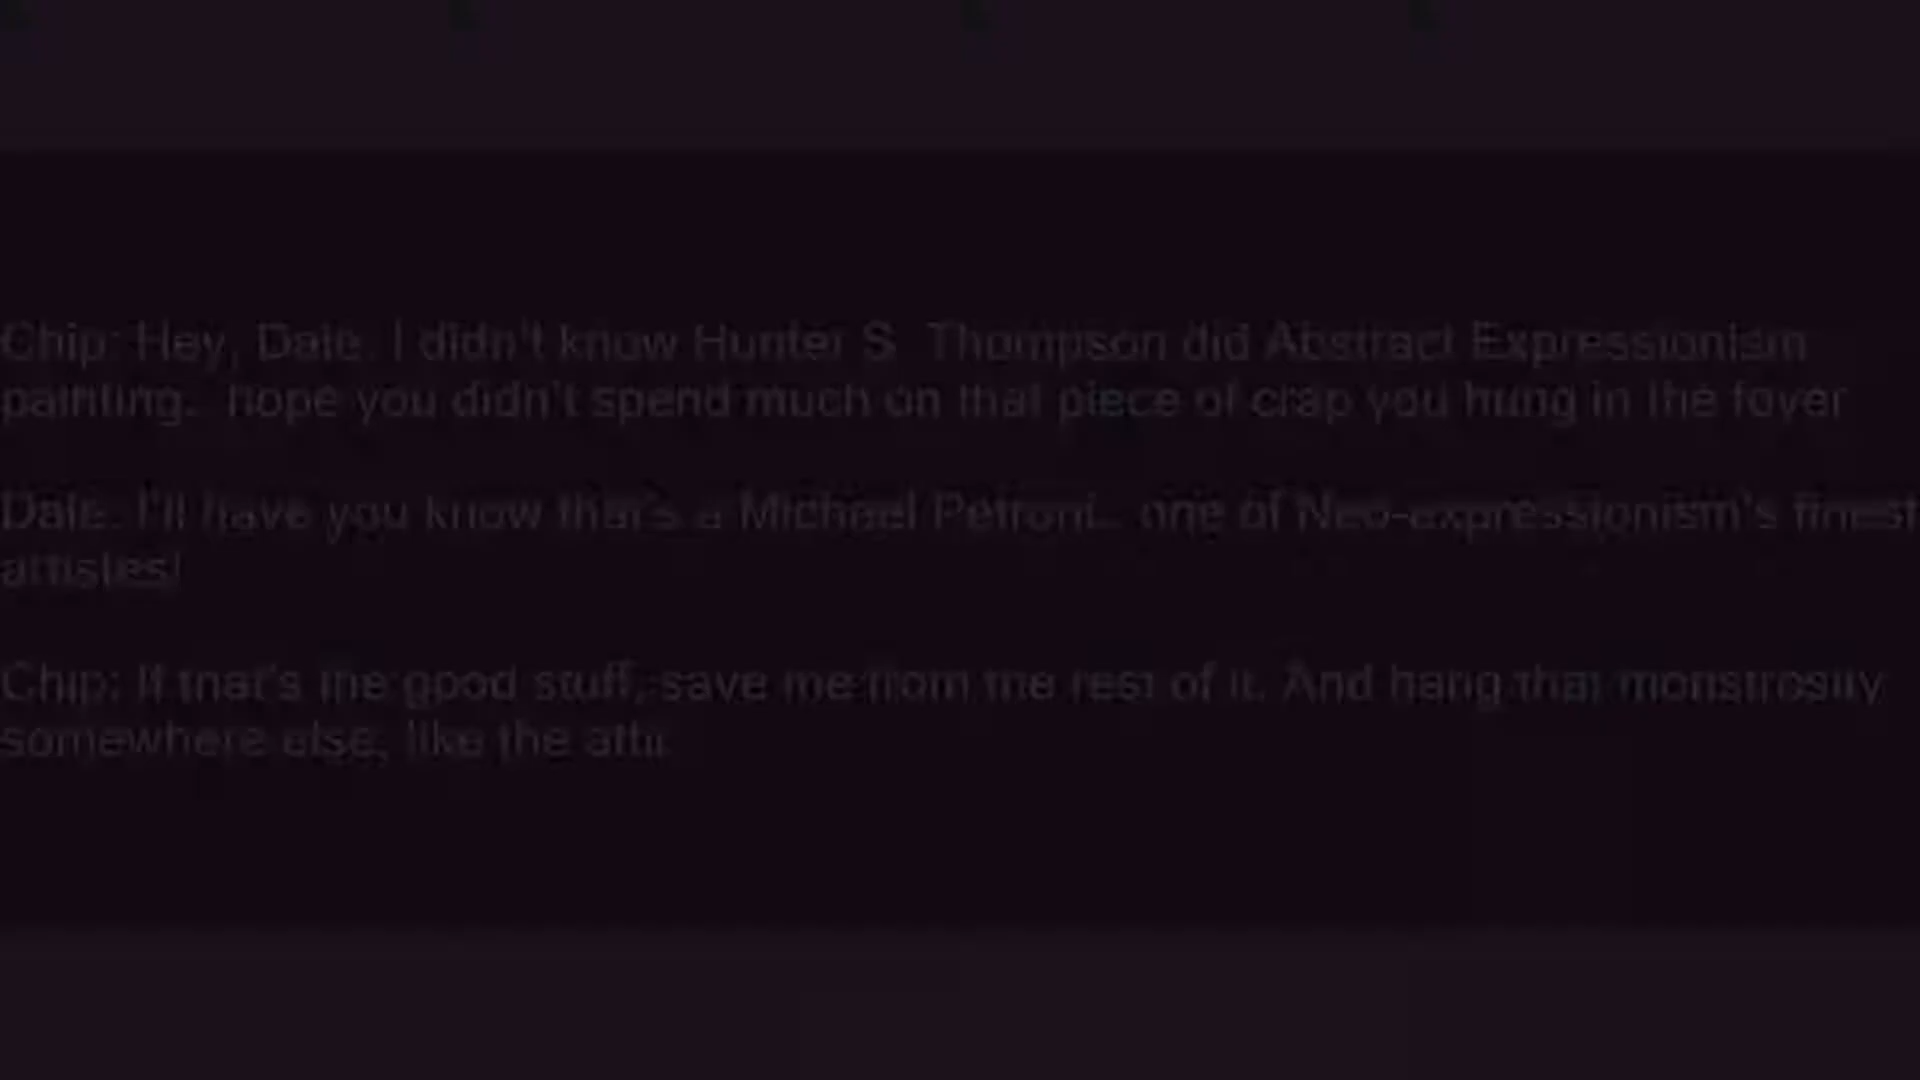 Chip: Hey, Dale. I didn't know Hunter S. Thompson did Abstract Expressionism
painting. hope you didn't spend much on that piece of crap you hung in the foyer
Dale: I'll have you know that's a Michael Petroni.. one of Neo-expressionism's finest
artistes!
Chip: If that's the good stuff, save me from the rest of it. And hang that monstrosity
somewhere else, like the attic.